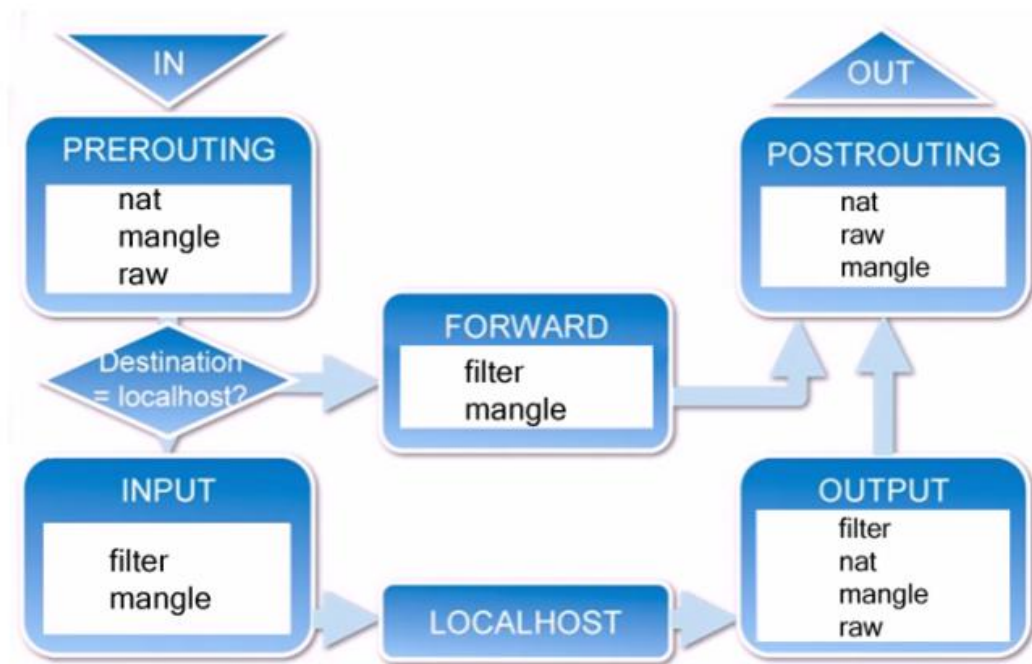 IN
PREROUTING
nat
mangle
raw
Destination
= localhost?
INPUT
filter
mangle
FORWARD
filter
mangle
LOCALHOST
OUT
POSTROUTING
nat
raw
mangle
OUTPUT
filter
nat
mangle
raw